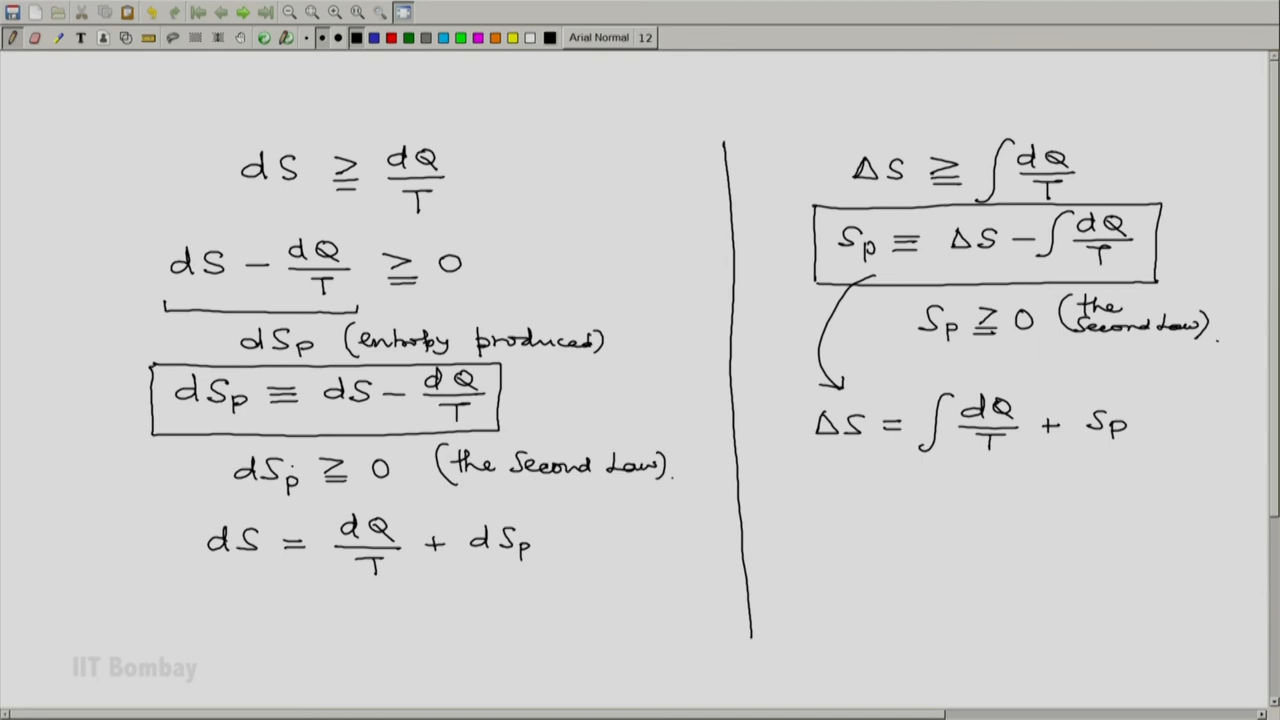 Arial Normal 12
dS ≧ dQ/T
dS − dQ/T ≧ 0
dSp (entropy produced)
dSp ≡ dS − dQ/T
dSp ≧ 0 (the Second Law).
dS = dQ/T + dSp
ΔS ≧ ∫ dQ/T
Sp ≡ ΔS − ∫ dQ/T
Sp ≧ 0 (the Second Law).
ΔS = ∫ dQ/T + Sp
IIT Bombay